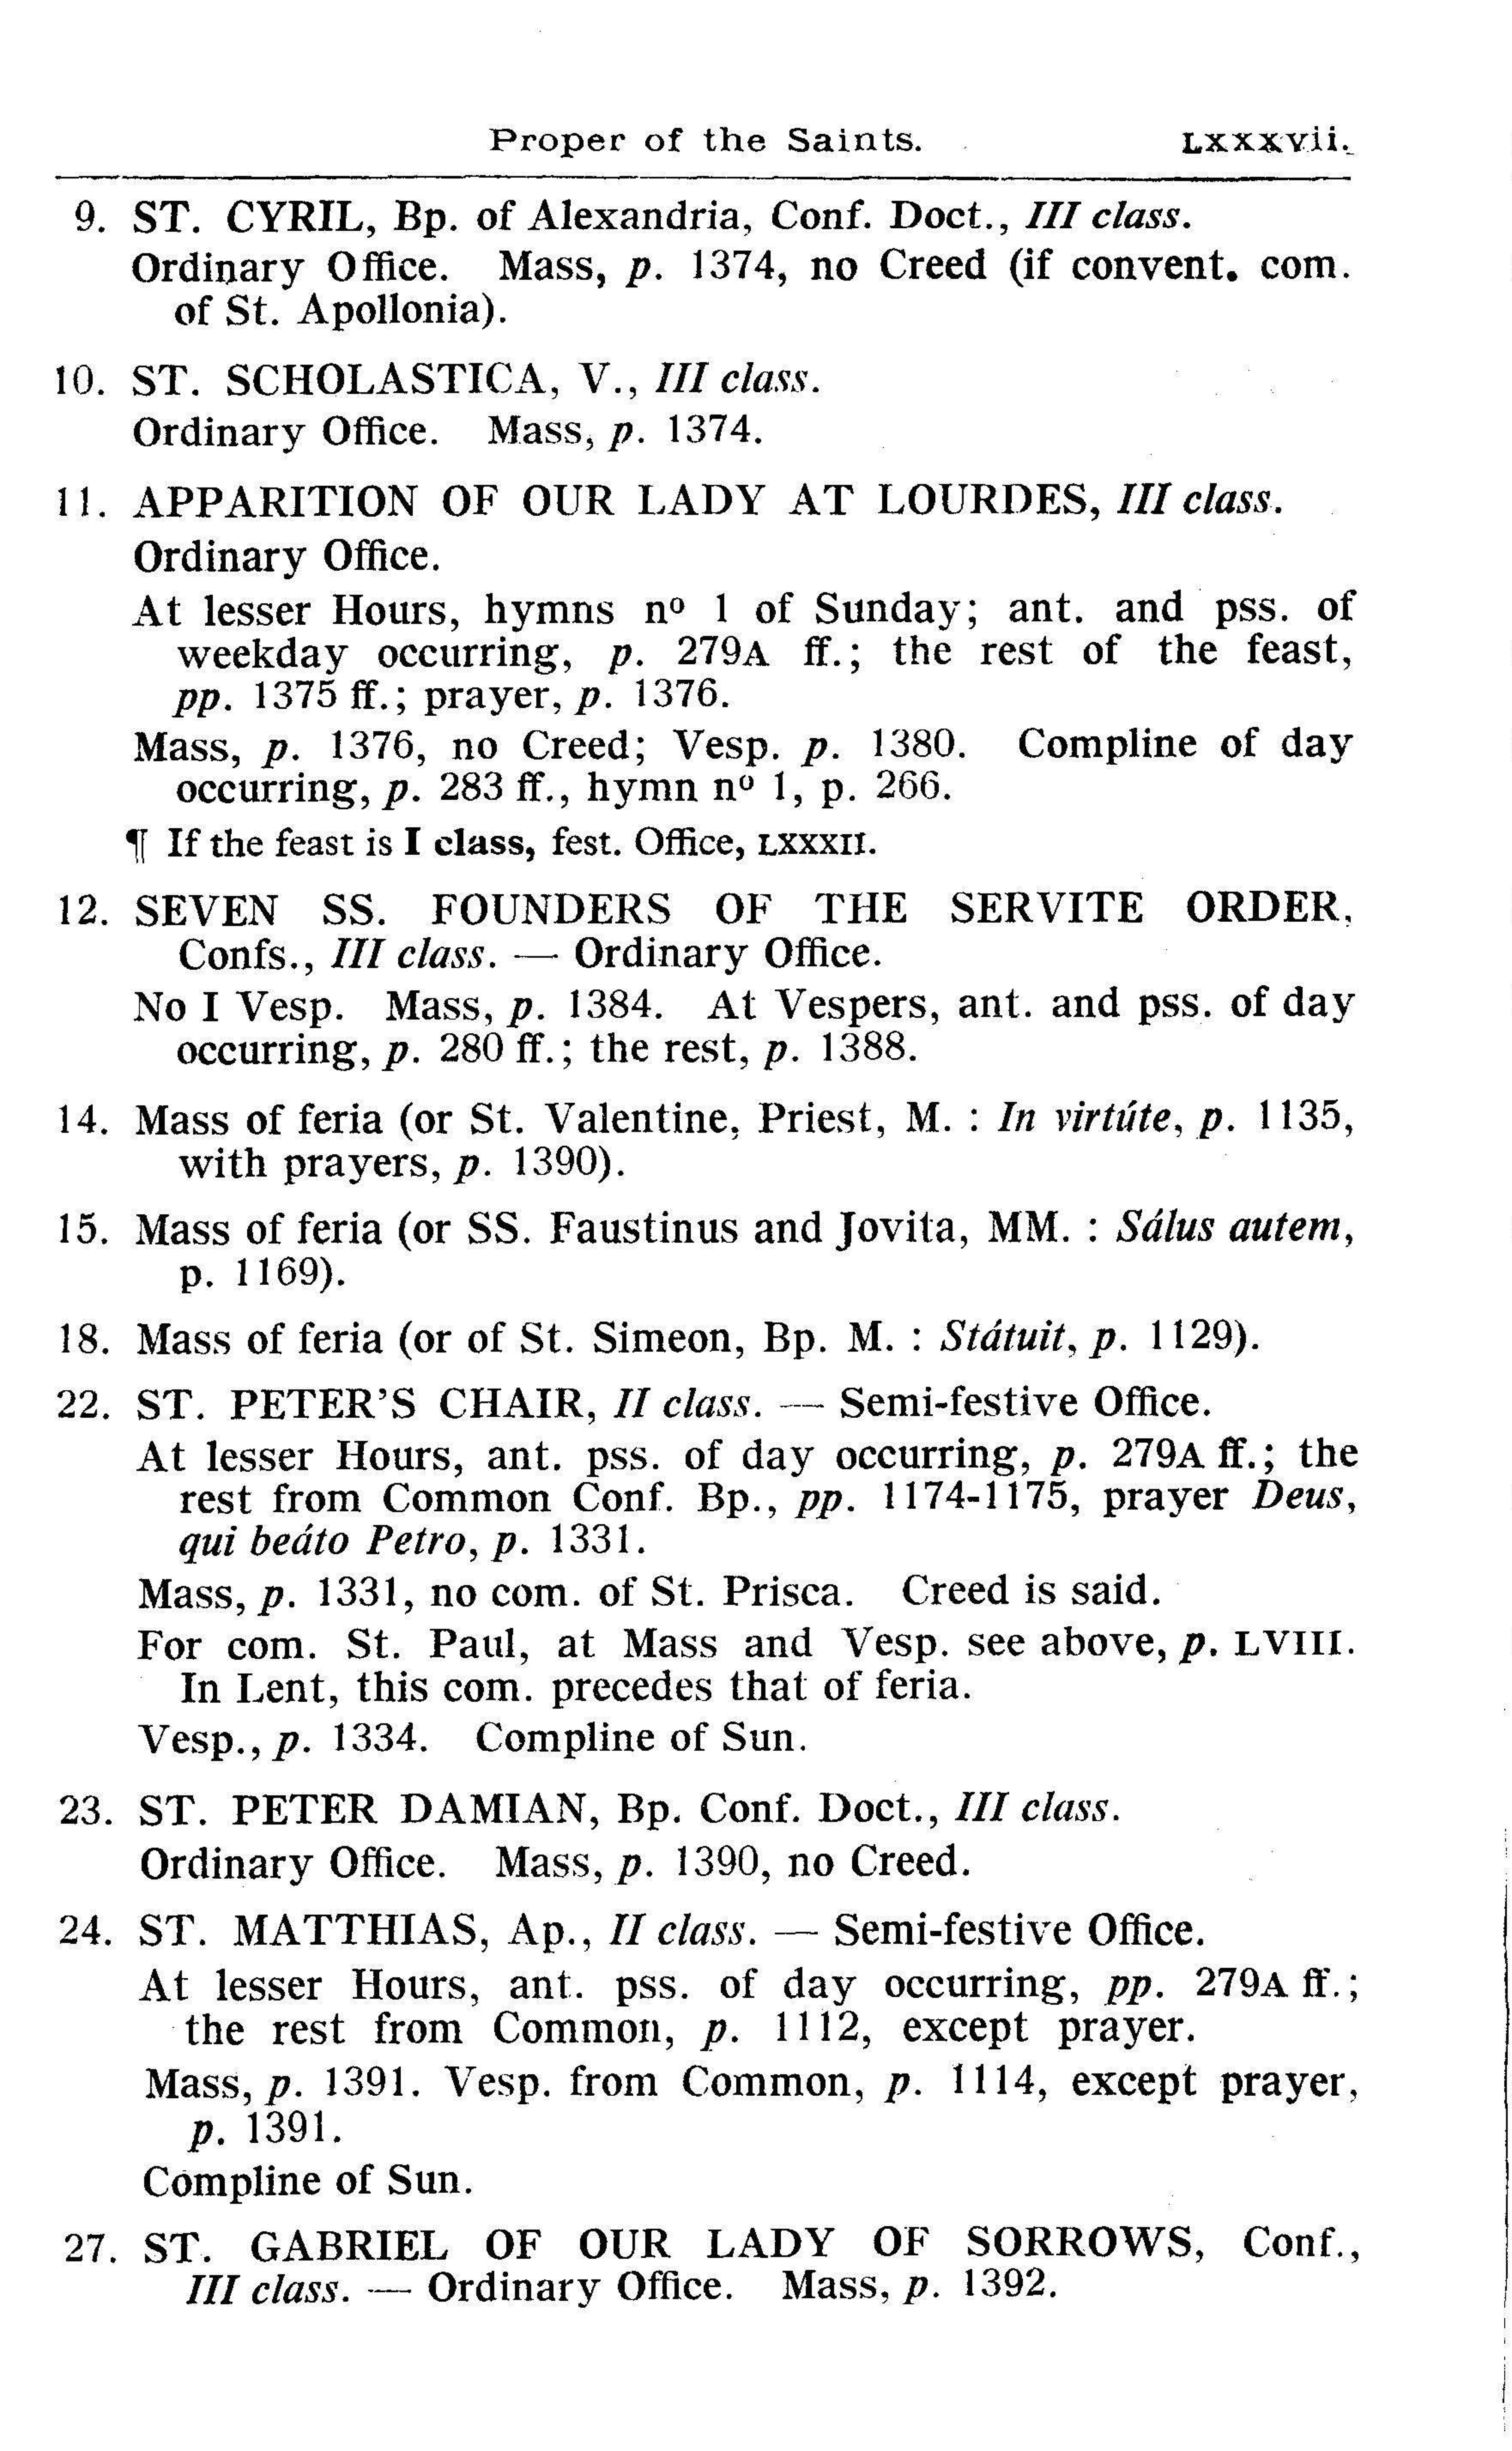 Proper of the Saints. LXXXVII.
9. ST. CYRIL, Bp. of Alexandria, Conf. Doct., III class.
Ordinary Office. Mass, p. 1374, no Creed (if convent. com.
of St. Apollonia).
10. ST. SCHOLASTICA, V., III class.
Ordinary Office. Mass, p. 1374.
11. APPARITION OF OUR LADY AT LOURDES, III class.
Ordinary Office.
At lesser Hours, hymns nº 1 of Sunday; ant. and pss. of
weekday occurring, p. 279A ff.; the rest of the feast,
pp. 1375 ff.; prayer, p. 1376.
Mass, p. 1376, no Creed; Vesp. p. 1380. Compline of day
occurring, p. 283 ff., hymn nº 1, p. 266.
¶ If the feast is I class, fest. Office, LXXXII.
12. SEVEN SS. FOUNDERS OF THE SERVITE ORDER,
Confs., III class. — Ordinary Office.
No I Vesp. Mass, p. 1384. At Vespers, ant. and pss. of day
occurring, p. 280 ff.; the rest, p. 1388.
14. Mass of feria (or St. Valentine, Priest, M. : In virtúte, p. 1135,
with prayers, p. 1390).
15. Mass of feria (or SS. Faustinus and Jovita, MM. : Sálus autem,
p. 1169).
18. Mass of feria (or of St. Simeon, Bp. M. : Státuit, p. 1129).
22. ST. PETER'S CHAIR, II class. — Semi-festive Office.
At lesser Hours, ant. pss. of day occurring, p. 279A ff.; the
rest from Common Conf. Bp., pp. 1174-1175, prayer Deus,
qui beáto Petro, p. 1331.
Mass, p. 1331, no com. of St. Prisca. Creed is said.
For com. St. Paul, at Mass and Vesp. see above, p. LVIII.
In Lent, this com. precedes that of feria.
Vesp., p. 1334. Compline of Sun.
23. ST. PETER DAMIAN, Bp. Conf. Doct., III class.
Ordinary Office. Mass, p. 1390, no Creed.
24. ST. MATTHIAS, Ap., II class. — Semi-festive Office.
At lesser Hours, ant. pss. of day occurring, pp. 279A ff.;
the rest from Common, p. 1112, except prayer.
Mass, p. 1391. Vesp. from Common, p. 1114, except prayer,
p. 1391.
Compline of Sun.
27. ST. GABRIEL OF OUR LADY OF SORROWS, Conf.,
III class. — Ordinary Office. Mass, p. 1392.